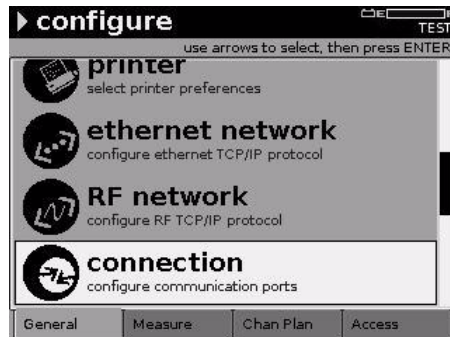 configure
E
TEST
use arrows to select, then press ENTER
printer
select printer preferences
ethernet network
configure ethernet TCP/IP protocol
RF network
configure RF TCP/IP protocol
connection
configure communication ports
General Measure Chan Plan Access